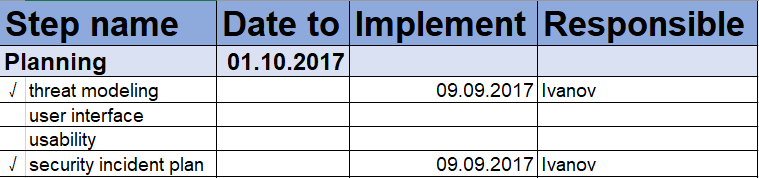 Step name Date to Implement Responsible
Planning 01.10.2017
√ threat modeling 09.09.2017 Ivanov
user interface
usability
√ security incident plan 09.09.2017 Ivanov